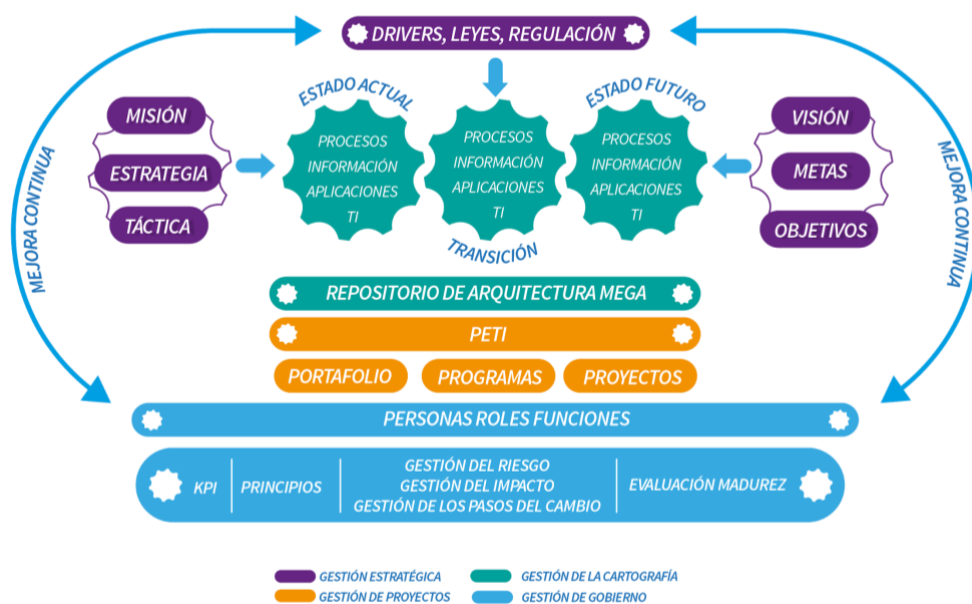 DRIVERS, LEYES, REGULACIÓN
MEJORA CONTINUA
MISIÓN
ESTRATEGIA
TÁCTICA
ESTADO ACTUAL
PROCESOS
INFORMACIÓN
APLICACIONES
TI
PROCESOS
INFORMACIÓN
APLICACIONES
TI
TRANSICIÓN
ESTADO FUTURO
PROCESOS
INFORMACIÓN
APLICACIONES
TI
VISIÓN
METAS
OBJETIVOS
MEJORA CONTINUA
REPOSITORIO DE ARQUITECTURA MEGA
PETI
PORTAFOLIO
PROGRAMAS
PROYECTOS
PERSONAS ROLES FUNCIONES
KPI
PRINCIPIOS
GESTIÓN DEL RIESGO
GESTIÓN DEL IMPACTO
GESTIÓN DE LOS PASOS DEL CAMBIO
EVALUACIÓN MADUREZ
GESTIÓN ESTRATÉGICA
GESTIÓN DE LA CARTOGRAFÍA
GESTIÓN DE PROYECTOS
GESTIÓN DE GOBIERNO